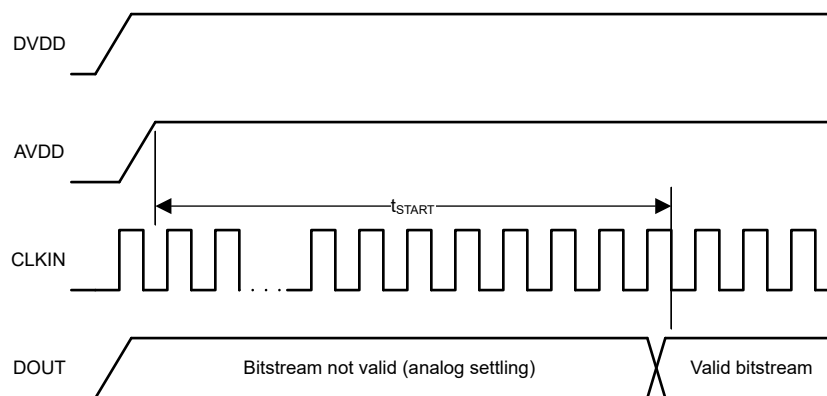 DVDD
AVDD
tSTART
CLKIN
. . .
DOUT
Bitstream not valid (analog settling)
Valid bitstream